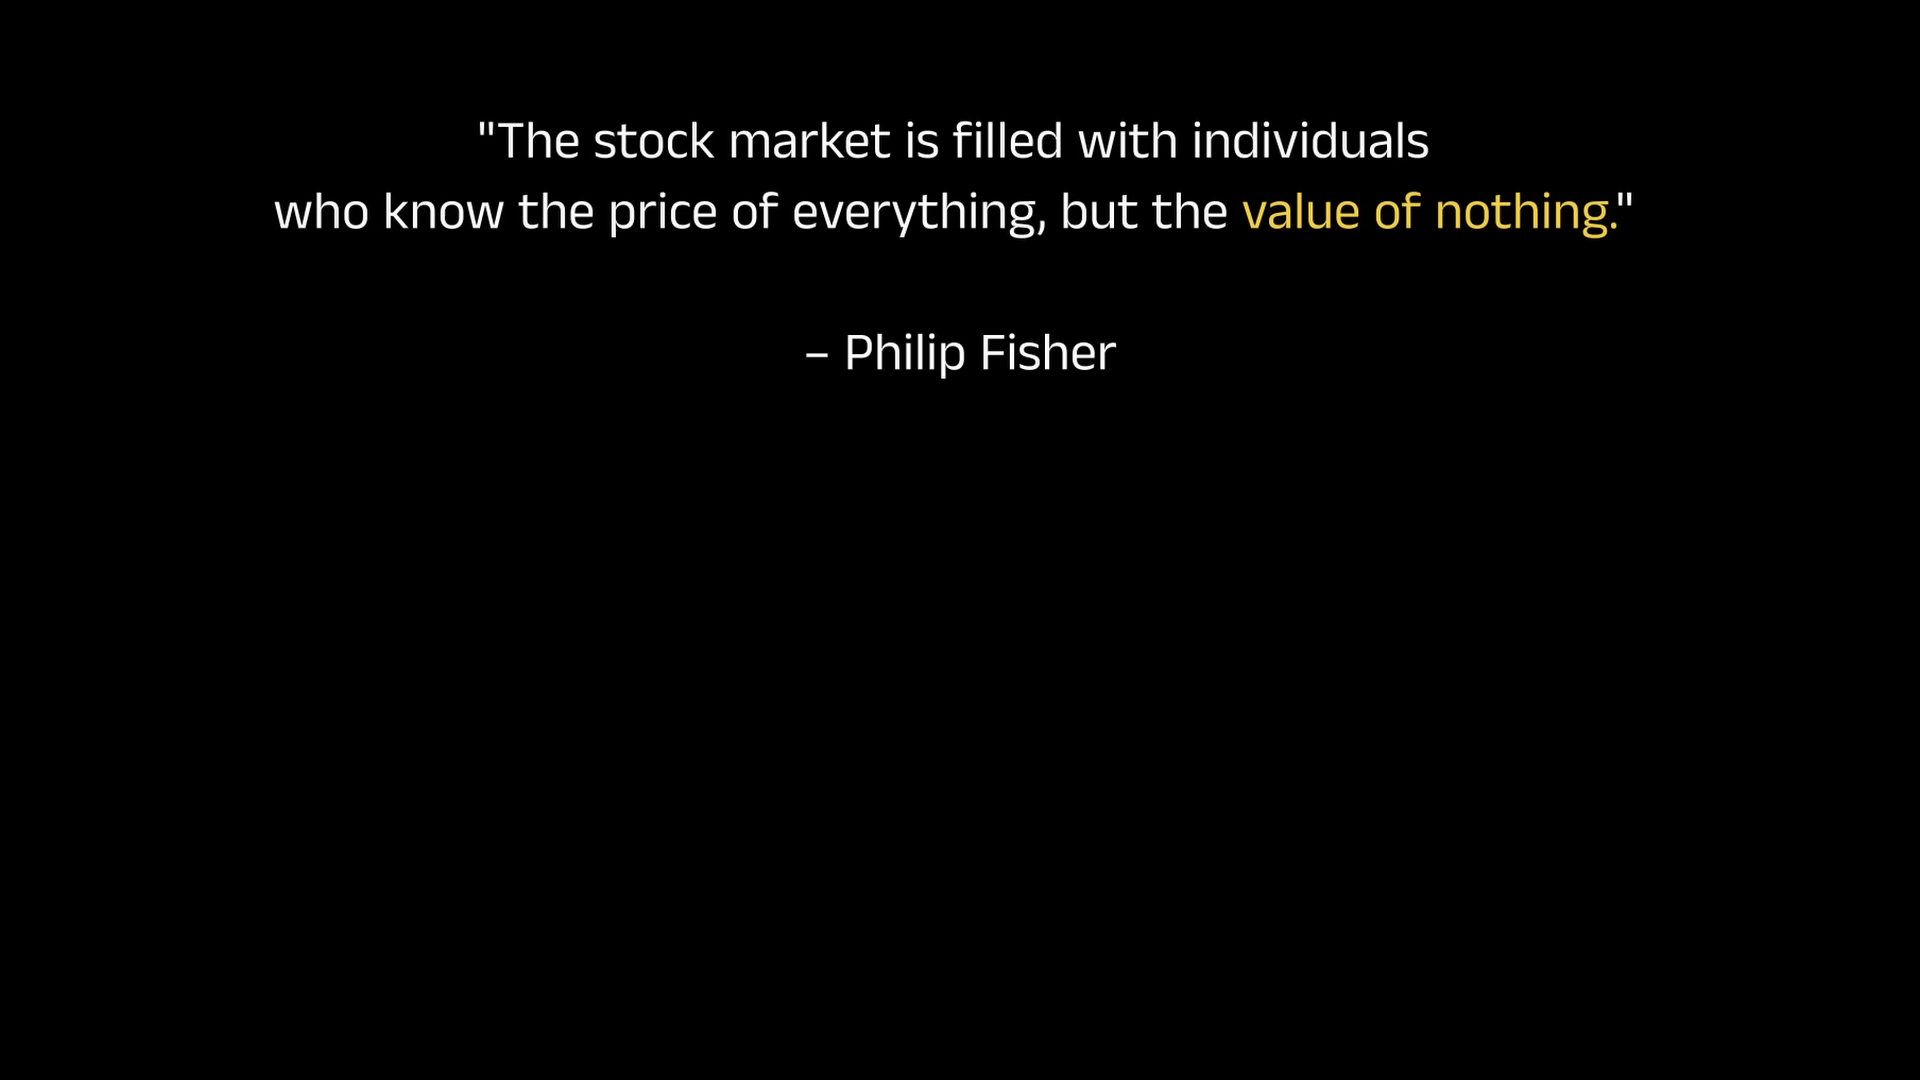 "The stock market is filled with individuals
who know the price of everything, but the value of nothing."
– Philip Fisher